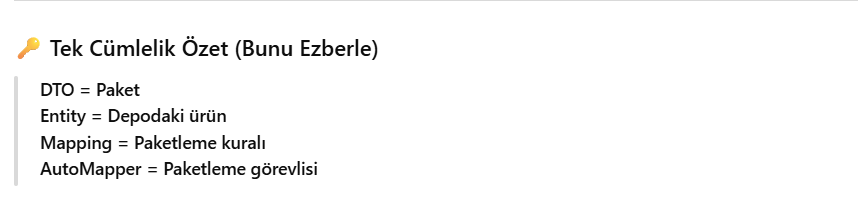 🔑 Tek Cümlelik Özet (Bunu Ezberle)
DTO = Paket
Entity = Depodaki ürün
Mapping = Paketleme kuralı
AutoMapper = Paketleme görevlisi